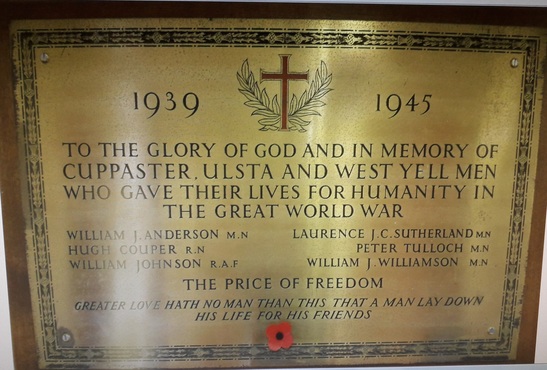 1939 1945
TO THE GLORY OF GOD AND IN MEMORY OF
CUPPASTER, ULSTA AND WEST YELL MEN
WHO GAVE THEIR LIVES FOR HUMANITY IN
THE GREAT WORLD WAR
WILLIAM J. ANDERSON M.N LAURENCE J.C. SUTHERLAND M.N
HUGH COUPER R.N PETER TULLOCH M.N
WILLIAM JOHNSON R.A.F WILLIAM J. WILLIAMSON M.N
THE PRICE OF FREEDOM
GREATER LOVE HATH NO MAN THAN THIS THAT A MAN LAY DOWN
HIS LIFE FOR HIS FRIENDS